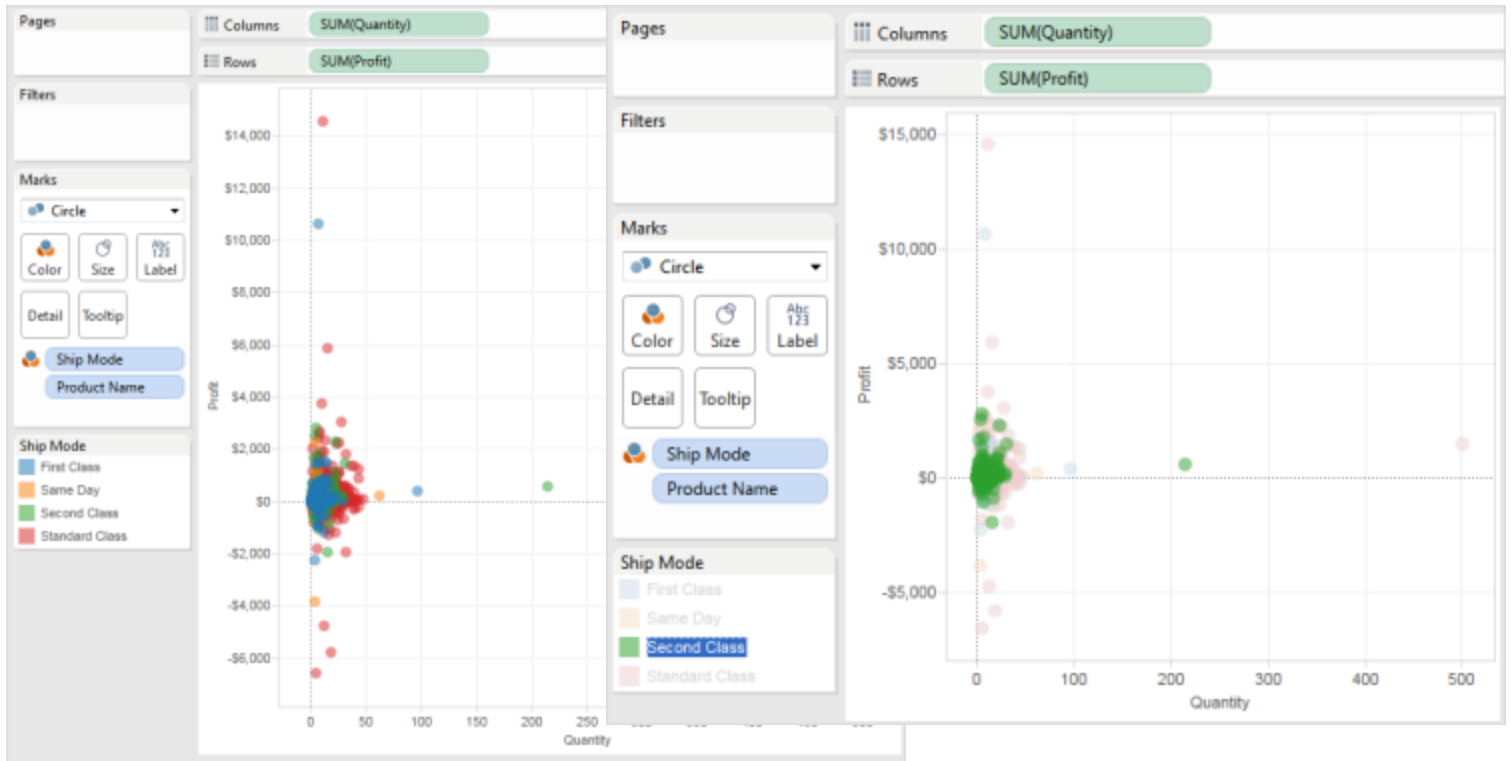 Pages
Columns
SUM(Quantity)
Rows
SUM(Profit)
Filters
Marks
Circle
Color
Size
Abc
123
Label
Detail
Tooltip
Ship Mode
Product Name
Ship Mode
First Class
Same Day
Second Class
Standard Class
$14,000
$12,000
$10,000
$8,000
$6,000
$4,000
$2,000
$0
-$2,000
-$4,000
-$6,000
Profit
0 50 100 150 200 250
Quantity
Pages
Columns
SUM(Quantity)
Rows
SUM(Profit)
Filters
Marks
Circle
Color
Size
Abc
123
Label
Detail
Tooltip
Ship Mode
Product Name
Ship Mode
First Class
Same Day
Second Class
Standard Class
$15,000
$10,000
$5,000
$0
-$5,000
Profit
0 100 200 300 400 500
Quantity